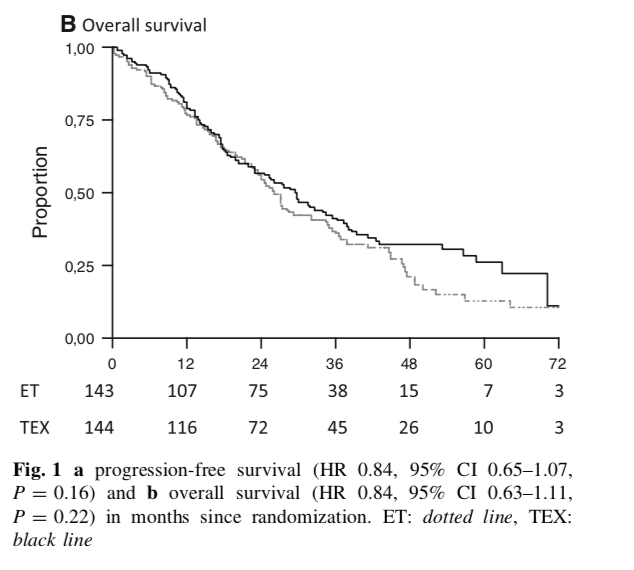 B Overall survival
1,00
0,75
0,50
0,25
0,00
Proportion
0 12 24 36 48 60 72
ET 143 107 75 38 15 7 3
TEX 144 116 72 45 26 10 3
Fig. 1 a progression-free survival (HR 0.84, 95% CI 0.65–1.07,
P = 0.16) and b overall survival (HR 0.84, 95% CI 0.63–1.11,
P = 0.22) in months since randomization. ET: dotted line, TEX:
black line